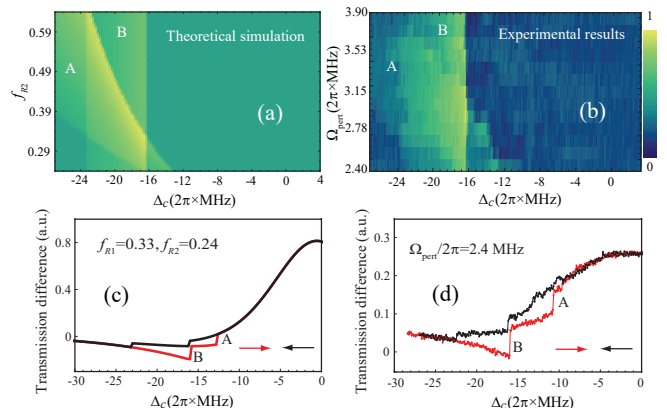 0.64
0.54
0.49
0.39
0.29
f_R2
A
B
Theoretical simulation
(a)
-24 -20 -16 -12 -8 -4 0 4
Δ_c(2π×MHz)
3.90
3.53
3.15
2.78
2.40
Ω_pert(2π×MHz)
A
B
Experimental results
(b)
-24 -20 -16 -12 -8 -4 0 4
Δ_c(2π×MHz)
1
0
Transmission difference (a.u.)
0.8
0.4
0
f_R1=0.33, f_R2=0.24
(c)
A
B
-30 -25 -20 -15 -10 -5 0
Δ_c(2π×MHz)
Transmission difference (a.u.)
0.3
0.2
0.1
0
Ω_pert/2π=2.4 MHz
(d)
A
B
-30 -25 -20 -15 -10 -5 0
Δ_c(2π×MHz)